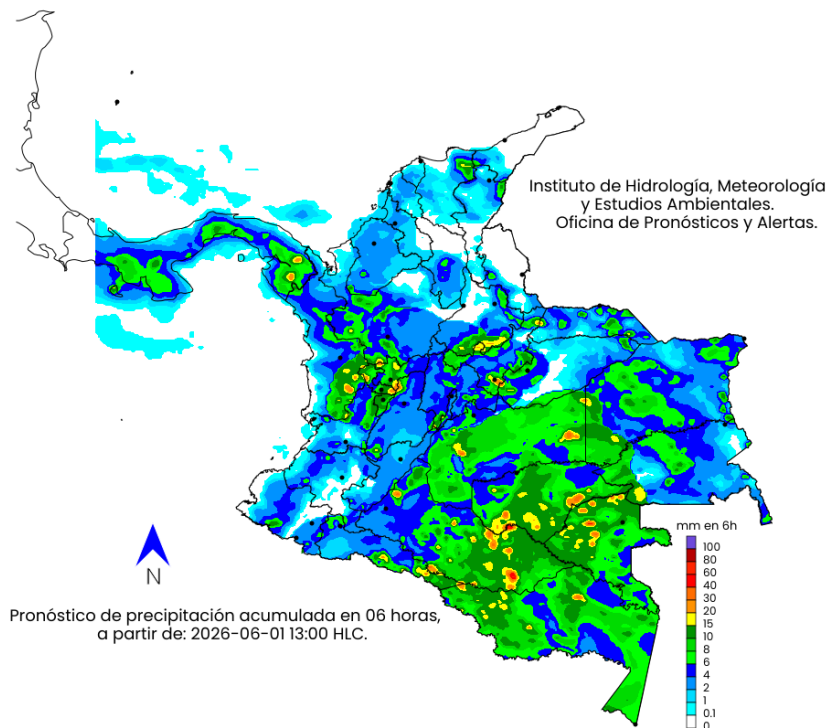 Instituto de Hidrología, Meteorología
y Estudios Ambientales.
Oficina de Pronósticos y Alertas.
N
Pronóstico de precipitación acumulada en 06 horas,
a partir de: 2026-06-01 13:00 HLC.
mm en 6h
100
80
60
40
30
20
15
10
8
6
4
2
1
0.1
0